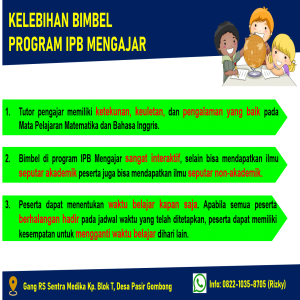 KELEBIHAN BIMBEL
PROGRAM IPB MENGAJAR
1. Tutor pengajar memiliki ketekunan, keuletan, dan pengalaman yang baik pada
Mata Pelajaran Matematika dan Bahasa Inggris.
2. Bimbel di program IPB Mengajar sangat interaktif, selain bisa mendapatkan ilmu
seputar akademik peserta juga bisa mendapatkan ilmu seputar non-akademik.
3. Peserta dapat menentukan waktu belajar kapan saja. Apabila semua peserta
berhalangan hadir pada jadwal waktu yang telah ditetapkan, peserta dapat memiliki
kesempatan untuk mengganti waktu belajar dihari lain.
Gang RS Sentra Medika Kp. Blok T, Desa Pasir Gombong
Info: 0822-1035-8705 (Rizky)